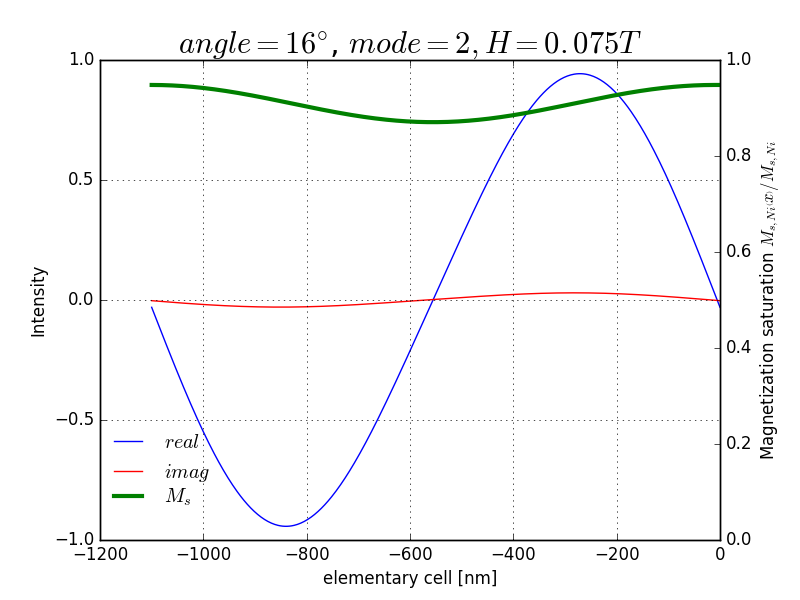 angle = 16°, mode = 2, H = 0.075T
1.0
0.5
0.0
−0.5
−1.0
Intensity
1.0
0.8
0.6
0.4
0.2
0.0
Magnetization saturation M_{s,Ni}(x)/M_{s,Ni}
real
imag
M_s
−1200
−1000
−800
−600
−400
−200
0
elementary cell [nm]